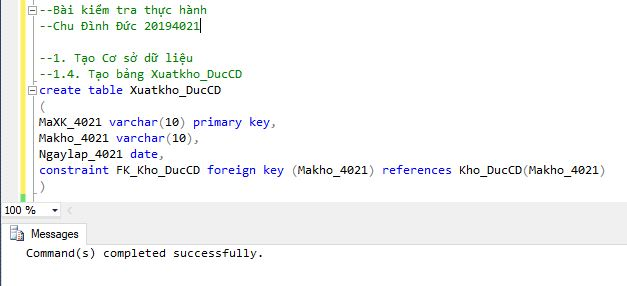 --Bài kiểm tra thực hành
--Chu Đình Đức 20194021
--1. Tạo Cơ sở dữ liệu
--1.4. Tạo bảng Xuatkho_DucCD
create table Xuatkho_DucCD
(
MaXK_4021 varchar(10) primary key,
Makho_4021 varchar(10),
Ngaylap_4021 date,
constraint FK_Kho_DucCD foreign key (Makho_4021) references Kho_DucCD(Makho_4021)
)
100 %
Messages
Command(s) completed successfully.